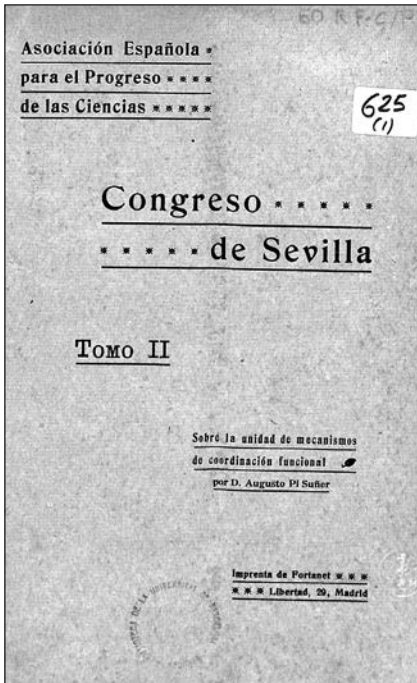 Asociación Española *
para el Progreso * * * *
de las Ciencias * * * * *
625
(1)
Congreso * * * * *
* * * * * de Sevilla
Tomo II
Sobre la unidad de mecanismos
de coordinación funcional
por D. Augusto Pi Suñer
Imprenta de Fortanet * * *
* * * Libertad, 29, Madrid